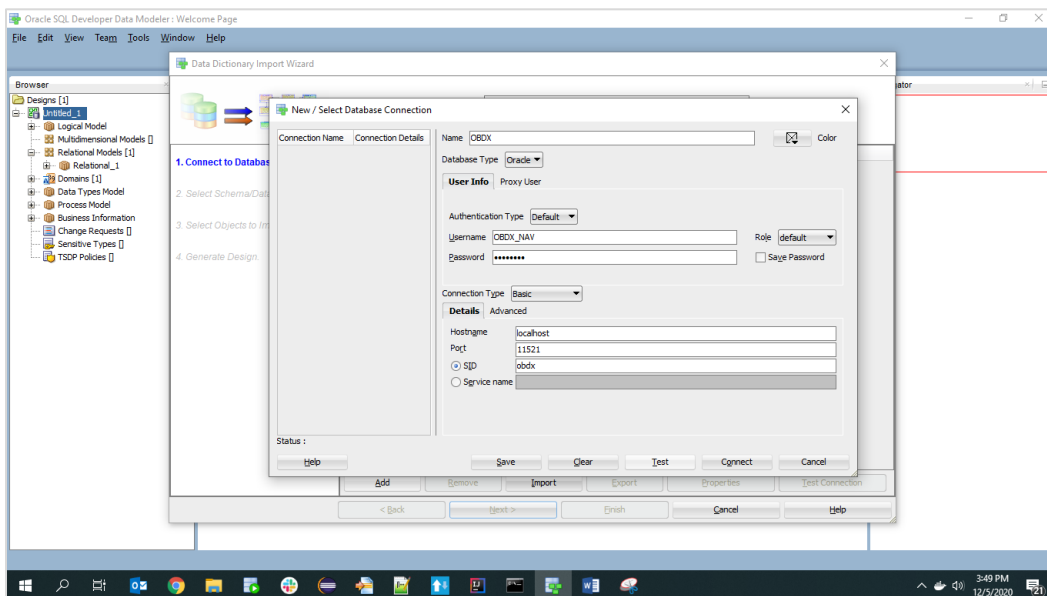 Oracle SQL Developer Data Modeler : Welcome Page
File Edit View Team Tools Window Help
Data Dictionary Import Wizard
Browser
Designs [1]
Untitled_1
Logical Model
Multidimensional Models []
Relational Models [1]
Relational_1
Domains [1]
Data Types Model
Process Model
Business Information
Change Requests []
Sensitive Types []
TSDP Policies []
1. Connect to Databas
2. Select Schema/Dat
3. Select Objects to Im
4. Generate Design.
New / Select Database Connection
Connection Name Connection Details
Name OBDX Color
Database Type Oracle
User Info Proxy User
Authentication Type Default
Username OBDX_NAV Role default
Password •••••••• Save Password
Connection Type Basic
Details Advanced
Hostname localhost
Port 11521
SID obdx
Service name
Status :
Help Save Clear Test Connect Cancel
Add Remove Import Export Properties Test Connection
< Back Next > Finish Cancel Help
ator
3:49 PM
12/5/2020
21